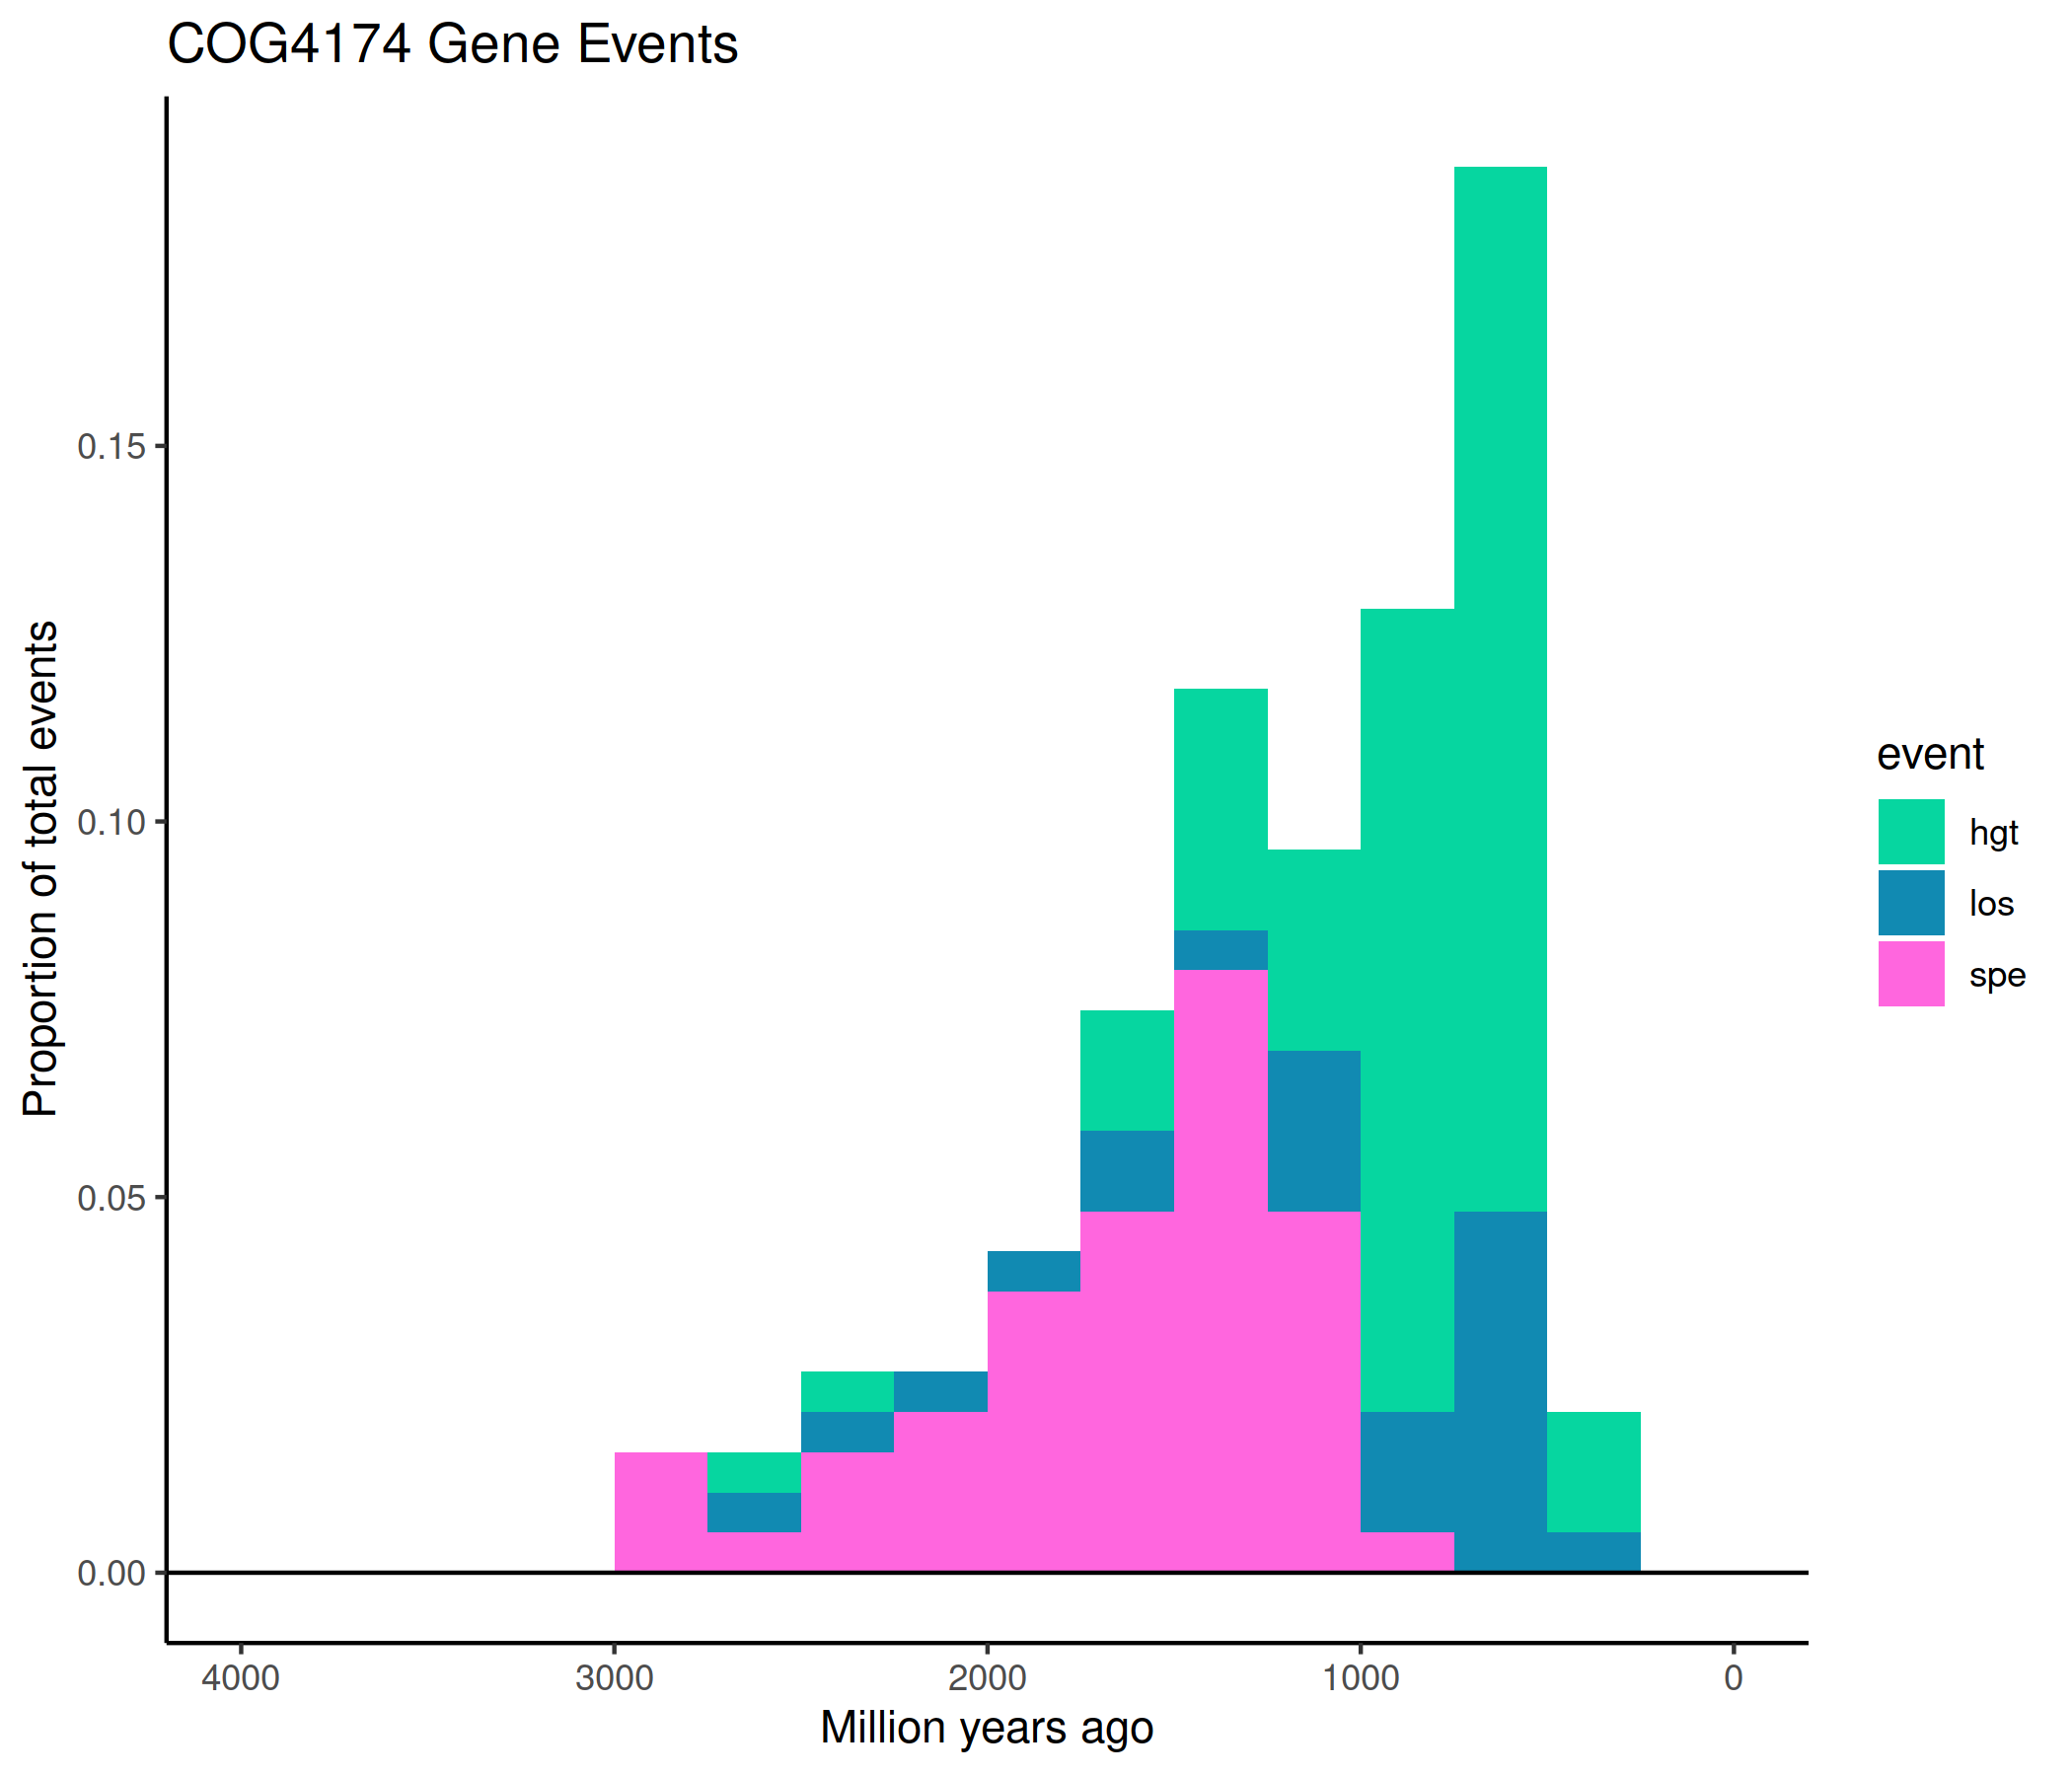 COG4174 Gene Events
Proportion of total events
0.15
0.10
0.05
0.00
4000 3000 2000 1000 0
Million years ago
event
hgt
los
spe